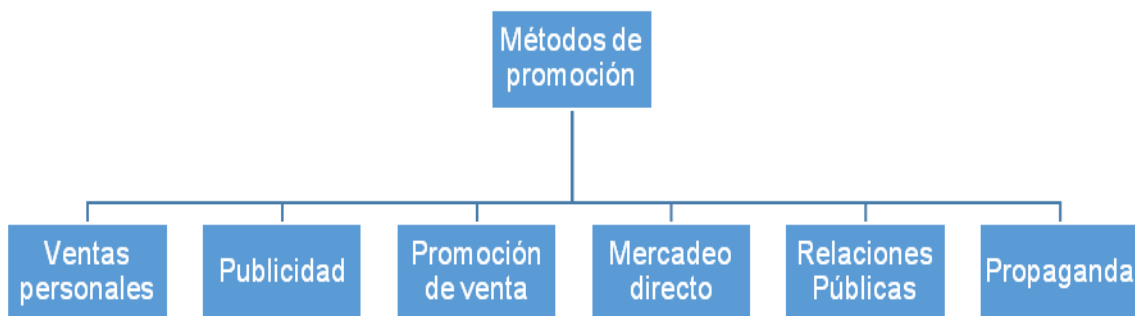 Métodos de
promoción
Ventas
personales
Publicidad
Promoción
de venta
Mercadeo
directo
Relaciones
Públicas
Propaganda